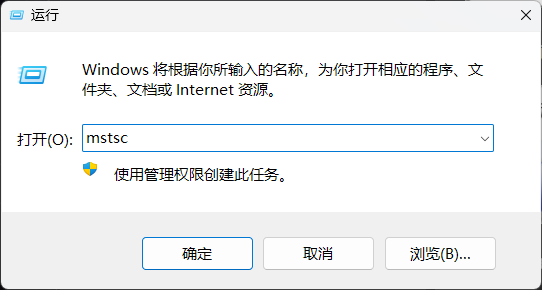 运行
Windows 将根据你所输入的名称，为你打开相应的程序、文
件夹、文档或 Internet 资源。
打开(O): mstsc
使用管理权限创建此任务。
确定 取消 浏览(B)...